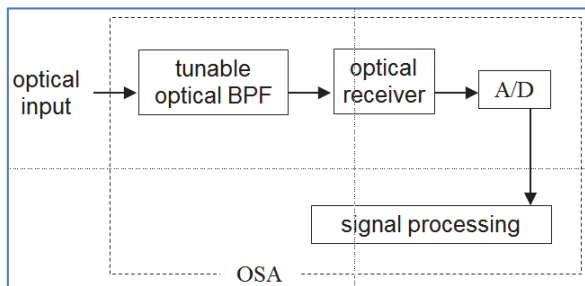 optical
input
tunable
optical BPF
optical
receiver
A/D
signal processing
OSA